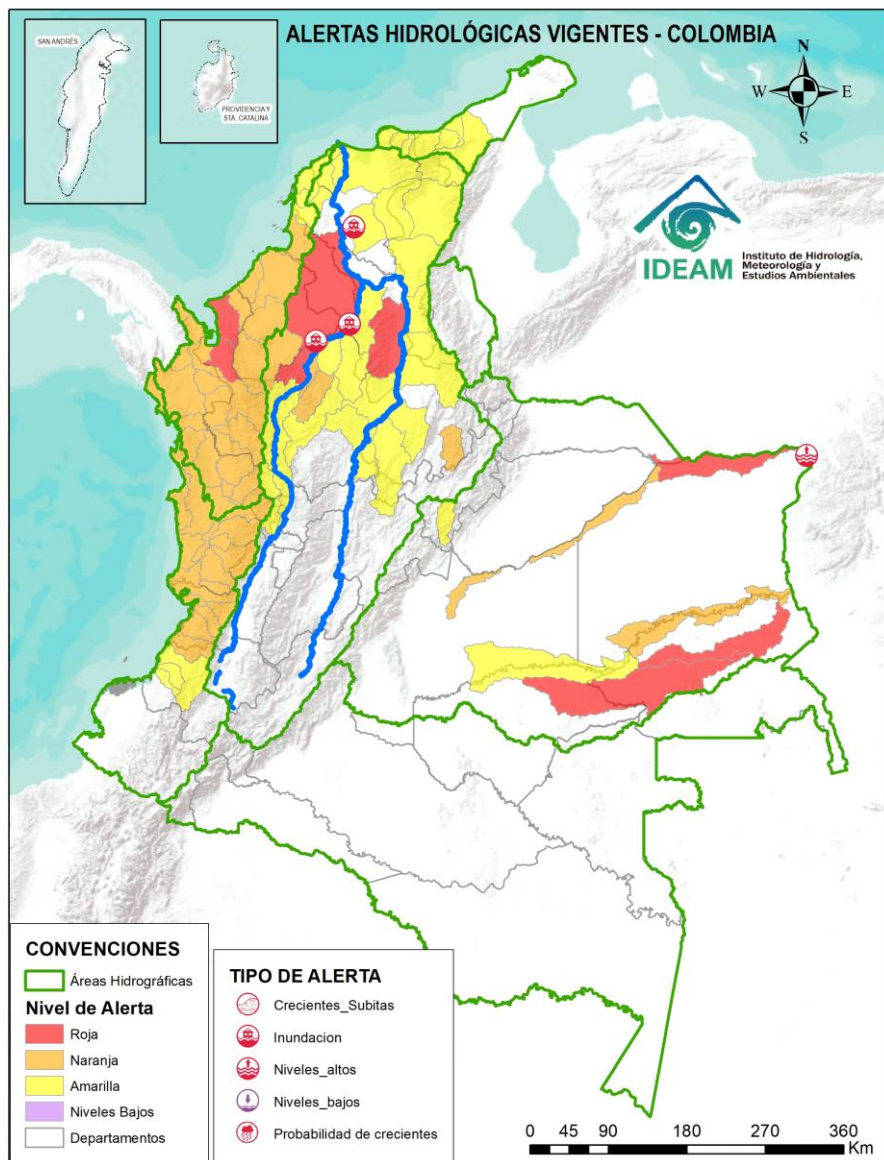 ALERTAS HIDROLÓGICAS VIGENTES - COLOMBIA
SAN ANDRÉS
PROVIDENCIA Y
STA. CATALINA
N
W
E
S
IDEAM
Instituto de Hidrología,
Meteorología y
Estudios Ambientales
CONVENCIONES
Áreas Hidrográficas
Nivel de Alerta
Roja
Naranja
Amarilla
Niveles Bajos
Departamentos
TIPO DE ALERTA
Crecientes_Subitas
Inundacion
Niveles_altos
Niveles_bajos
Probabilidad de crecientes
0 45 90 180 270 360
Km